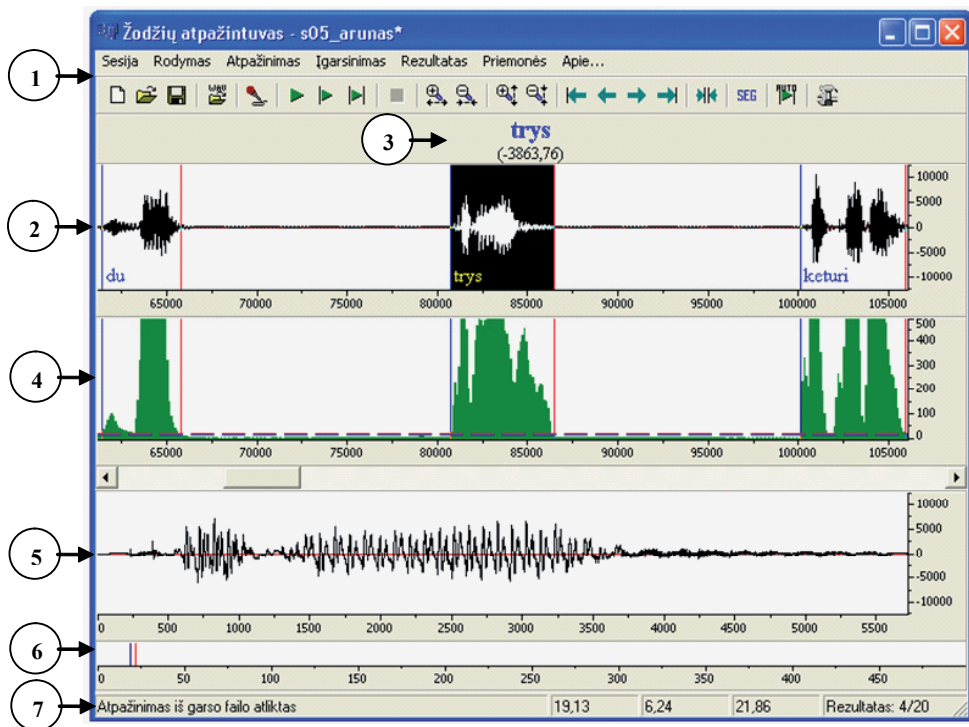 Žodžių atpažintuvas - s05_arunas*
Sesija Rodymas Atpažinimas Įgarsinimas Rezultatas Priemonės Apie...
1
WAV SEG AUTO
3 trys
(-3863,76)
10000
5000
2 0
-5000
du trys keturi -10000
65000 70000 75000 80000 85000 90000 95000 100000 105000
500
400
300
4 200
100
0
65000 70000 75000 80000 85000 90000 95000 100000 105000
10000
5000
5 0
-5000
-10000
0 500 1000 1500 2000 2500 3000 3500 4000 4500 5000 5500
6
0 50 100 150 200 250 300 350 400 450
7 Atpažinimas iš garso failo atliktas 19,13 6,24 21,86 Rezultatas: 4/20